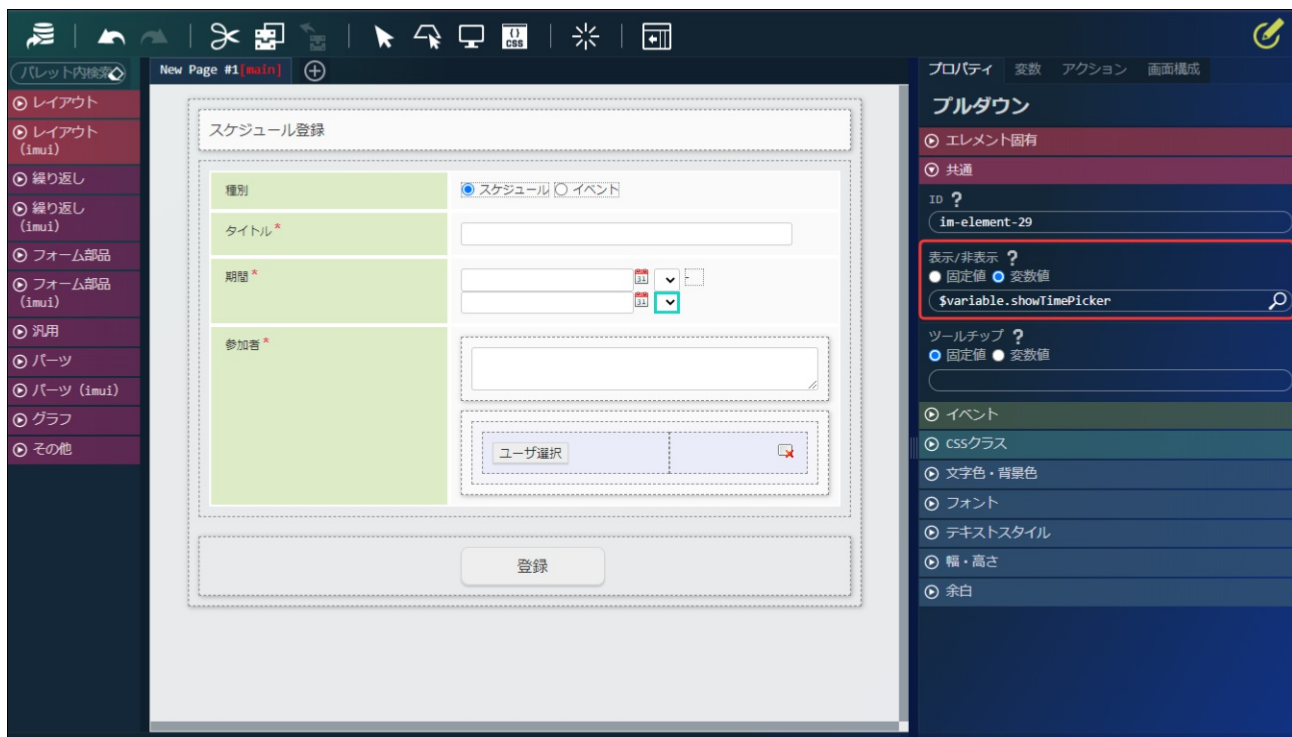 {}
CSS
パレット内検索
New Page #1[main]
プロパティ 変数 アクション 画面構成
レイアウト
レイアウト
(imui)
繰り返し
繰り返し
(imui)
フォーム部品
フォーム部品
(imui)
汎用
パーツ
パーツ (imui)
グラフ
その他
スケジュール登録
種別
スケジュール イベント
タイトル *
期間 *
31
-
31
参加者 *
ユーザ選択
登録
プルダウン
エレメント固有
共通
ID ?
im-element-29
表示/非表示 ?
固定値 変数値
$variable.showTimePicker
ツールチップ ?
固定値 変数値
イベント
CSSクラス
文字色・背景色
フォント
テキストスタイル
幅・高さ
余白